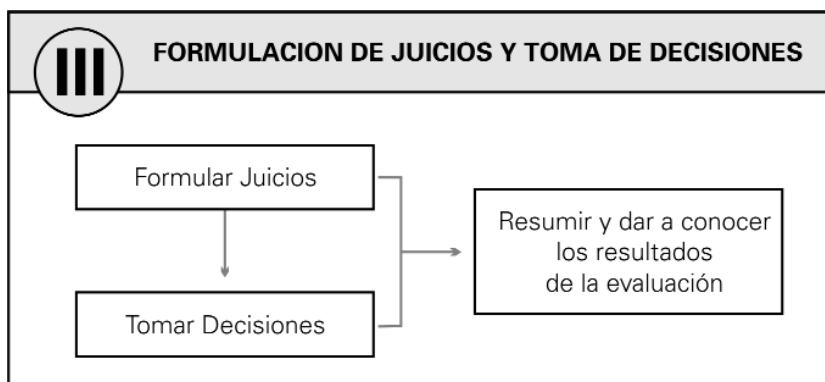 III
FORMULACION DE JUICIOS Y TOMA DE DECISIONES
Formular Juicios
Tomar Decisiones
Resumir y dar a conocer
los resultados
de la evaluación